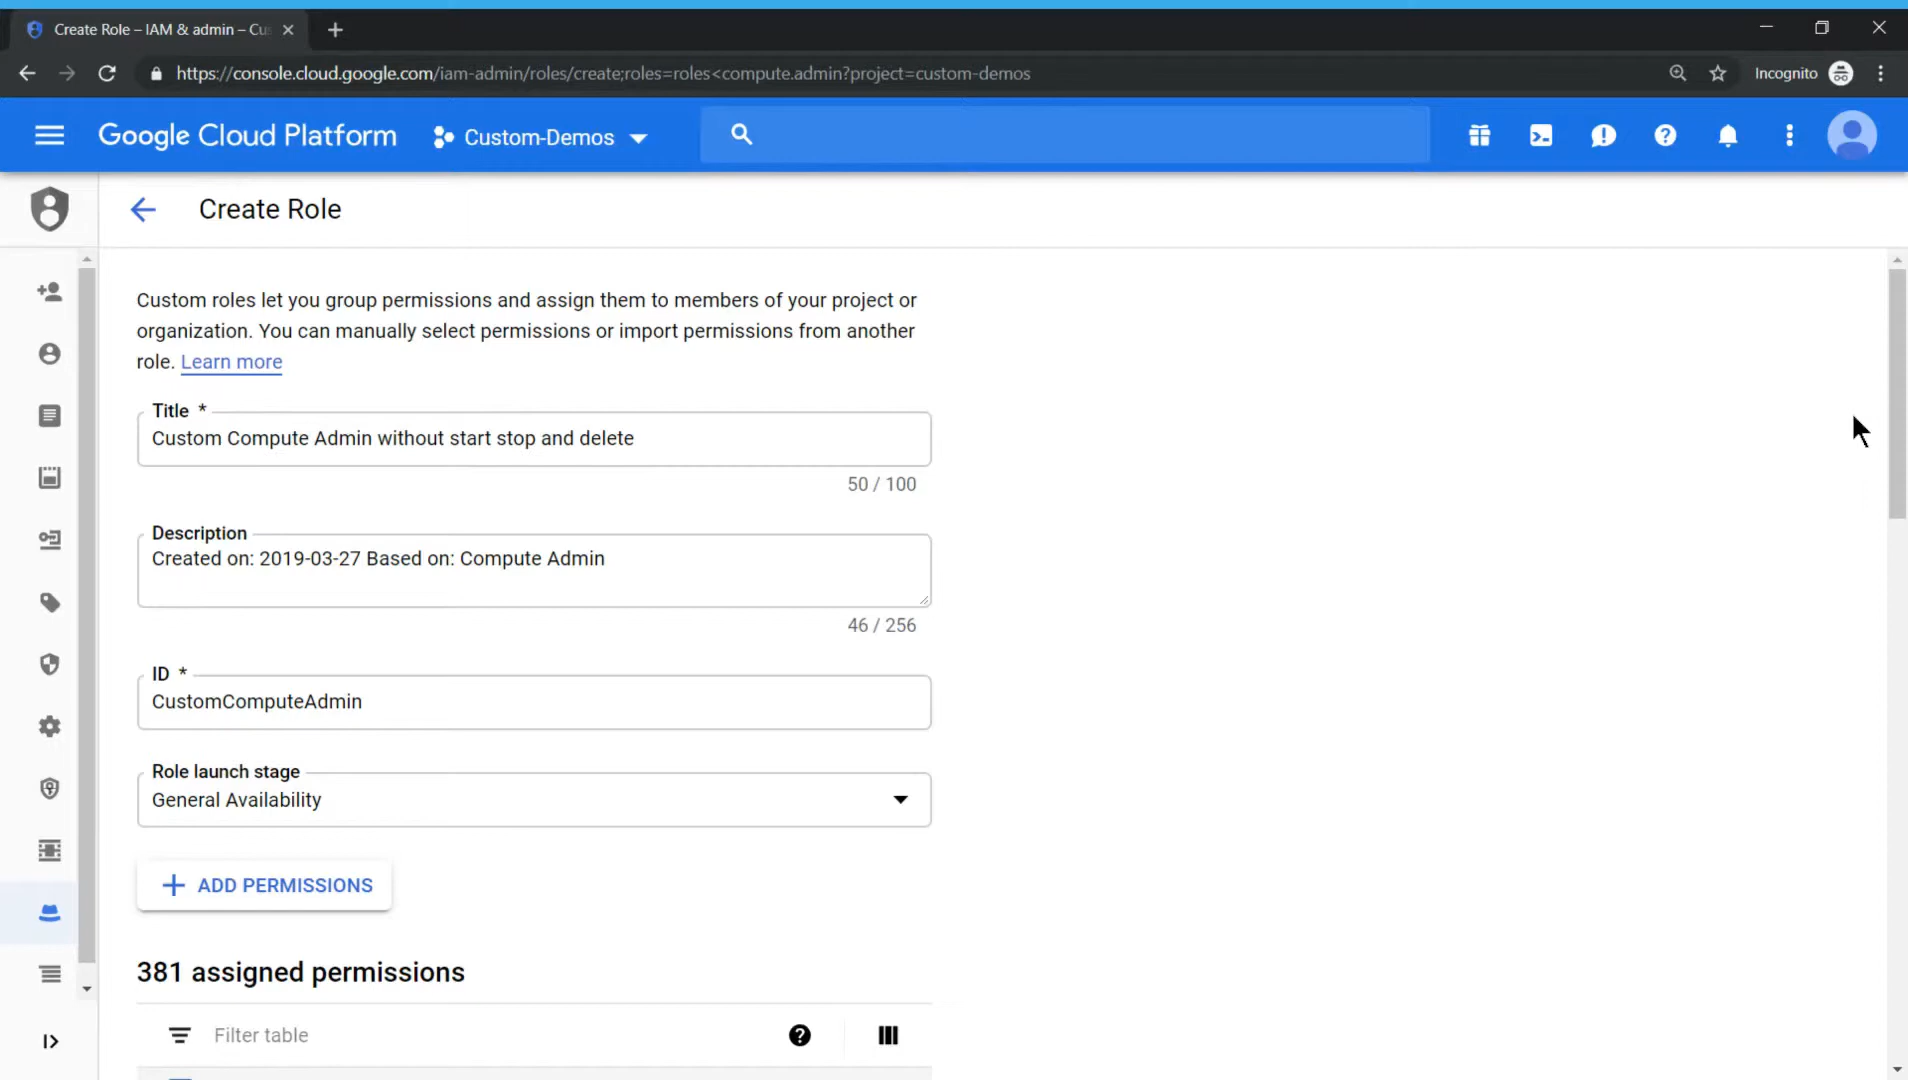 Create Role – IAM & admin – Cus
https://console.cloud.google.com/iam-admin/roles/create;roles=roles<compute.admin?project=custom-demos
Incognito
Google Cloud Platform
Custom-Demos
Create Role
Custom roles let you group permissions and assign them to members of your project or
organization. You can manually select permissions or import permissions from another
role. Learn more
Title *
Custom Compute Admin without start stop and delete
50 / 100
Description
Created on: 2019-03-27 Based on: Compute Admin
46 / 256
ID *
CustomComputeAdmin
Role launch stage
General Availability
ADD PERMISSIONS
381 assigned permissions
Filter table